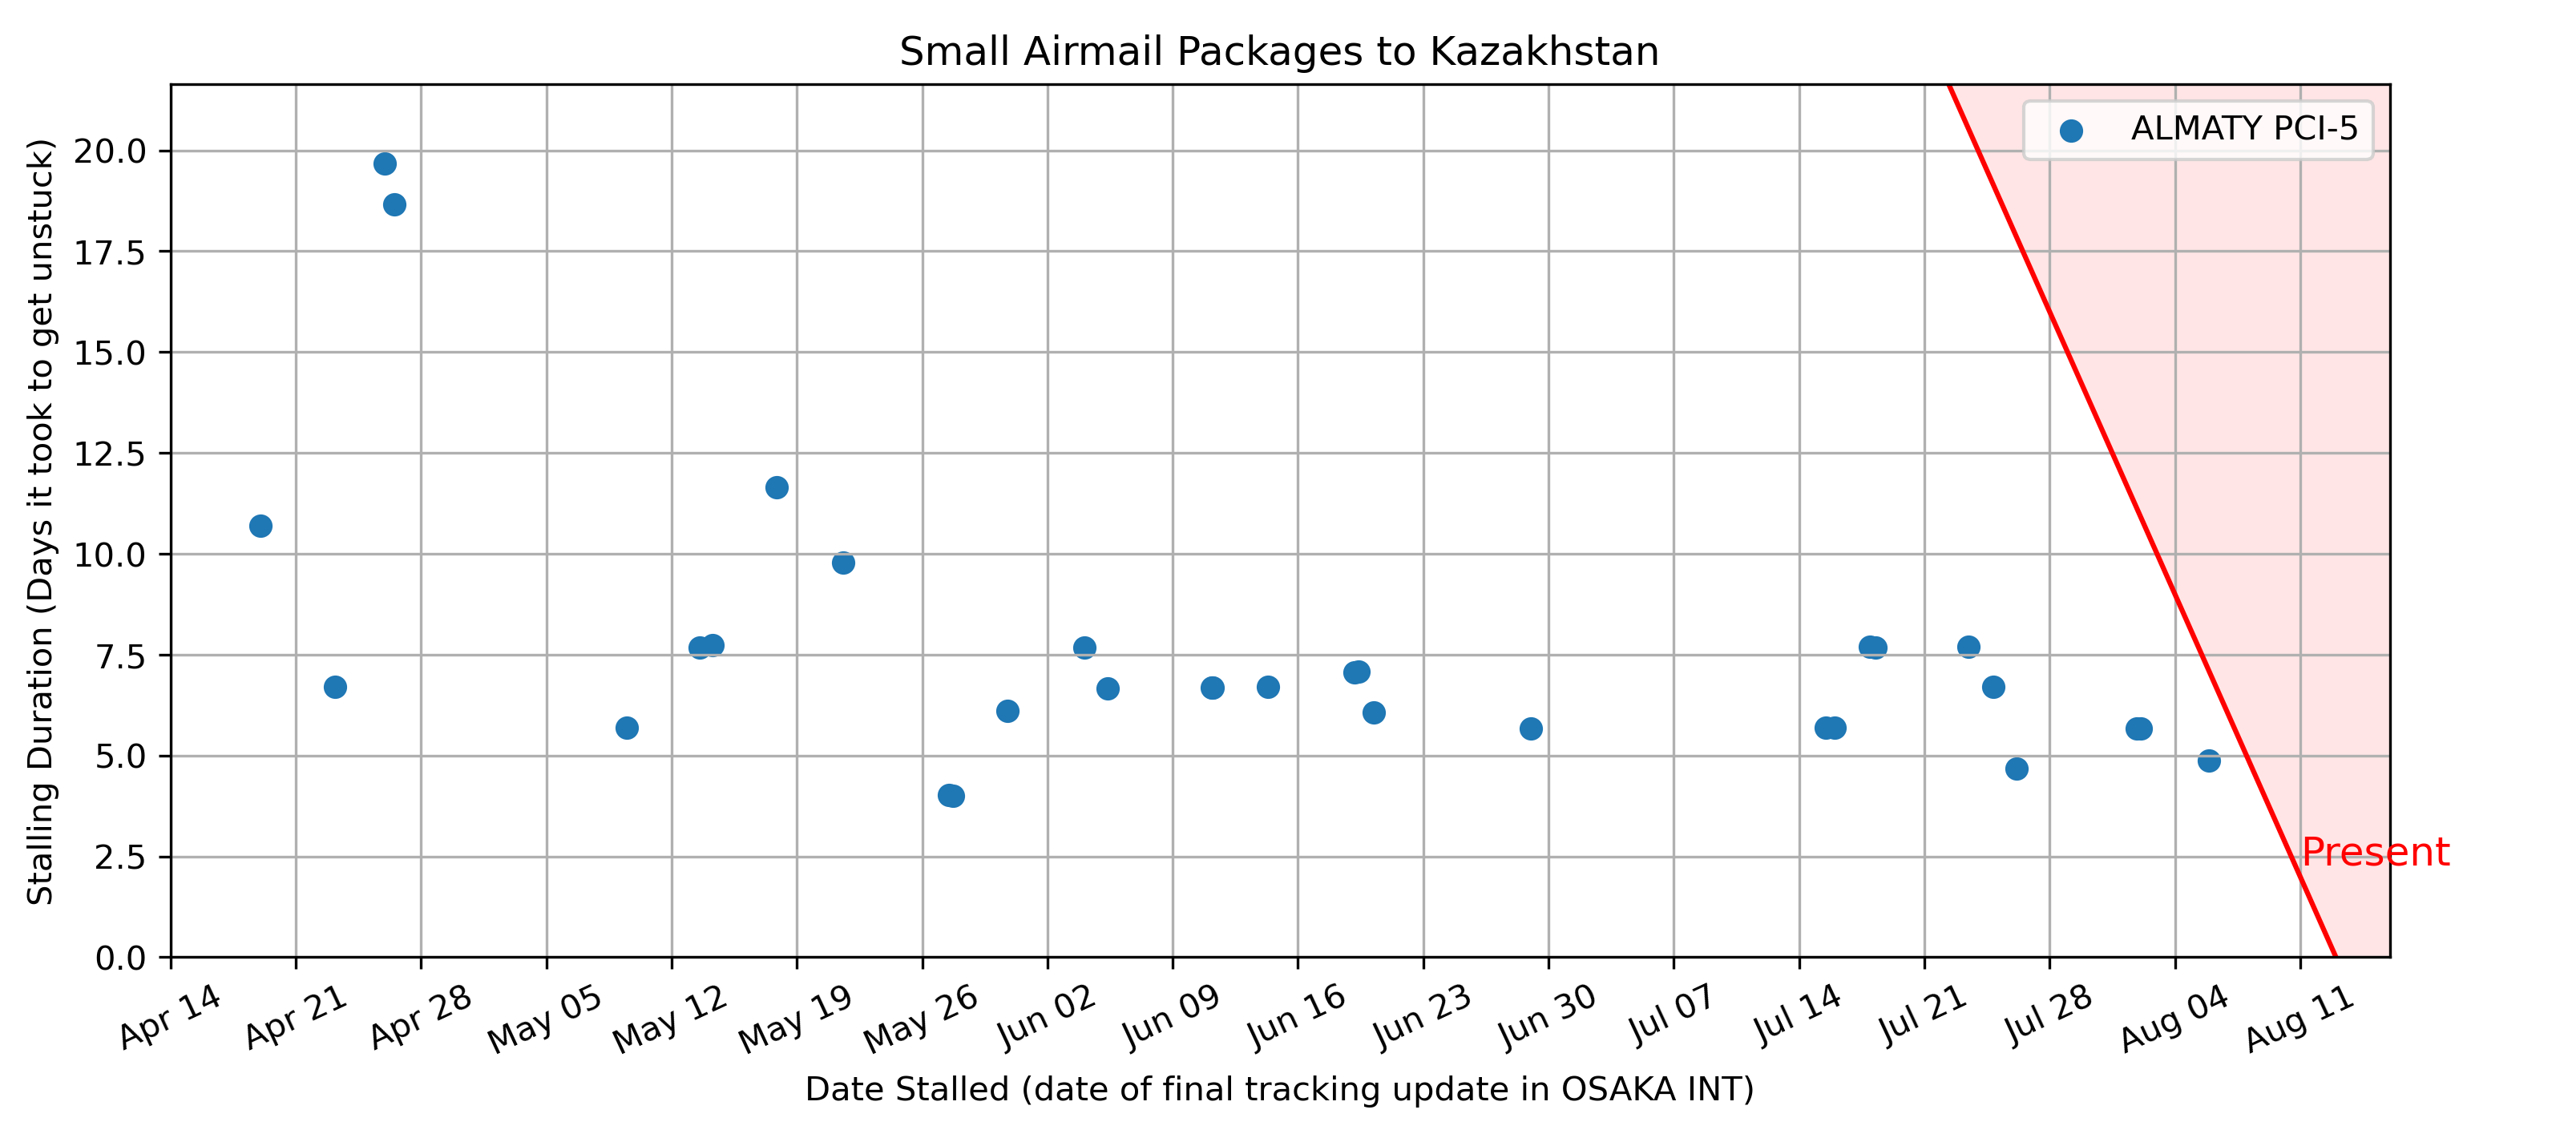 Small Airmail Packages to Kazakhstan
ALMATY PCI-5
Stalling Duration (Days it took to get unstuck)
20.0
17.5
15.0
12.5
10.0
7.5
5.0
2.5
0.0
Present
Apr 14 Apr 21 Apr 28 May 05 May 12 May 19 May 26 Jun 02 Jun 09 Jun 16 Jun 23 Jun 30 Jul 07 Jul 14 Jul 21 Jul 28 Aug 04 Aug 11
Date Stalled (date of final tracking update in OSAKA INT)